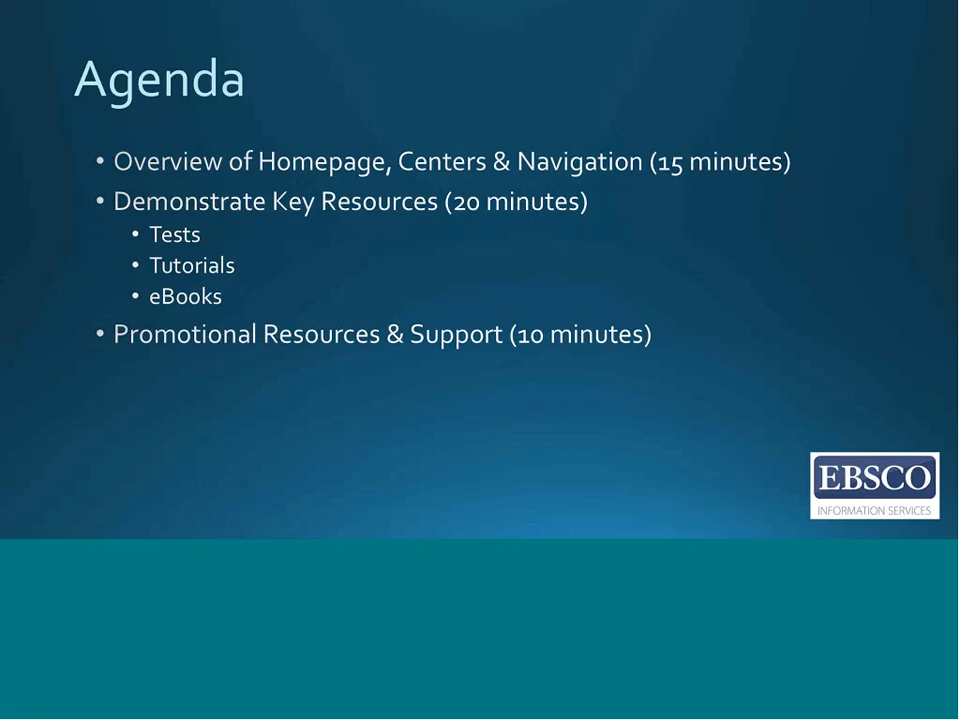 Agenda
• Overview of Homepage, Centers & Navigation (15 minutes)
• Demonstrate Key Resources (20 minutes)
• Tests
• Tutorials
• eBooks
• Promotional Resources & Support (10 minutes)
EBSCO
INFORMATION SERVICES